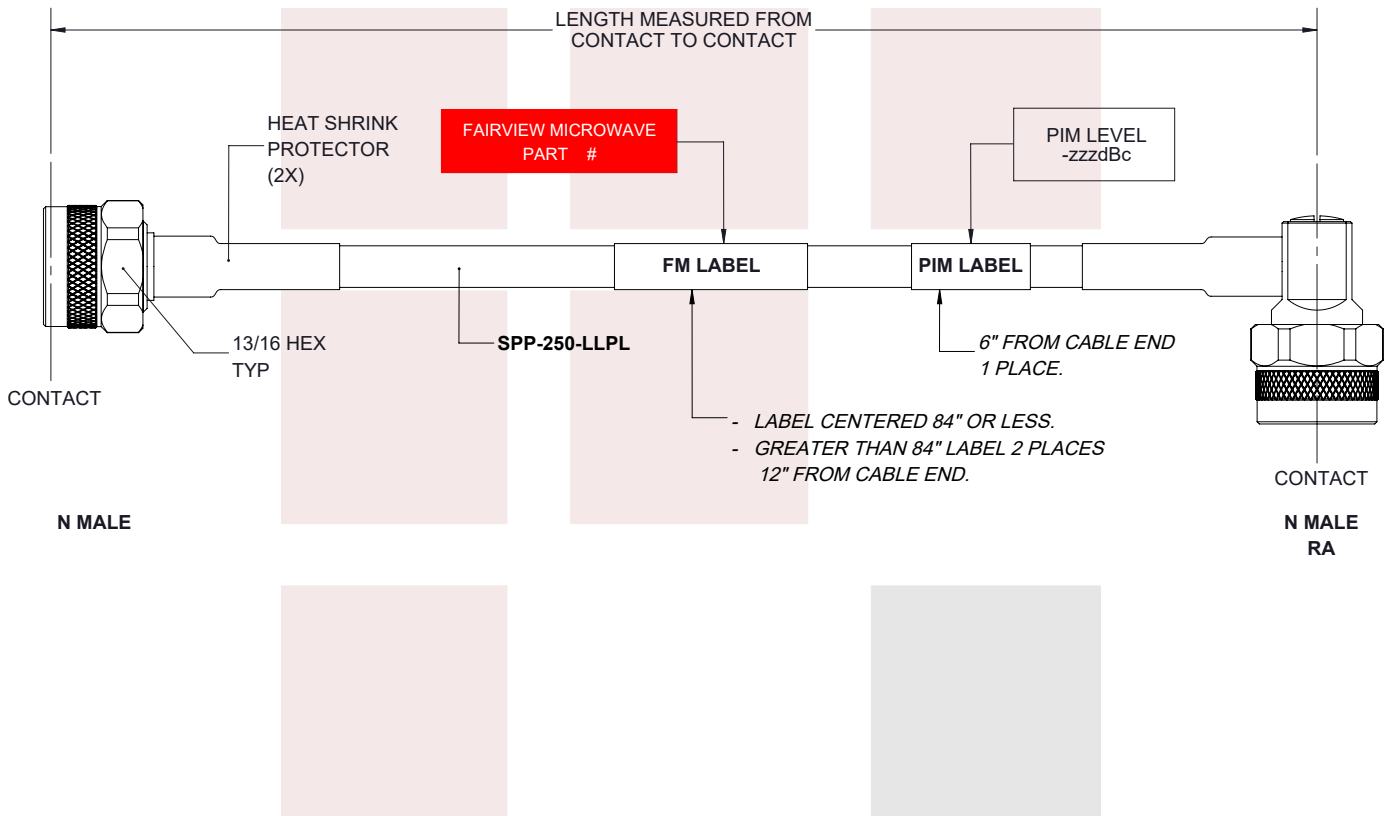 LENGTH MEASURED FROM
CONTACT TO CONTACT
HEAT SHRINK
PROTECTOR
(2X)
FAIRVIEW MICROWAVE
PART #
PIM LEVEL
-zzzdBc
FM LABEL
PIM LABEL
13/16 HEX
TYP
SPP-250-LLPL
6" FROM CABLE END
1 PLACE.
CONTACT
- LABEL CENTERED 84" OR LESS.
- GREATER THAN 84" LABEL 2 PLACES
12" FROM CABLE END.
CONTACT
N MALE
N MALE
RA